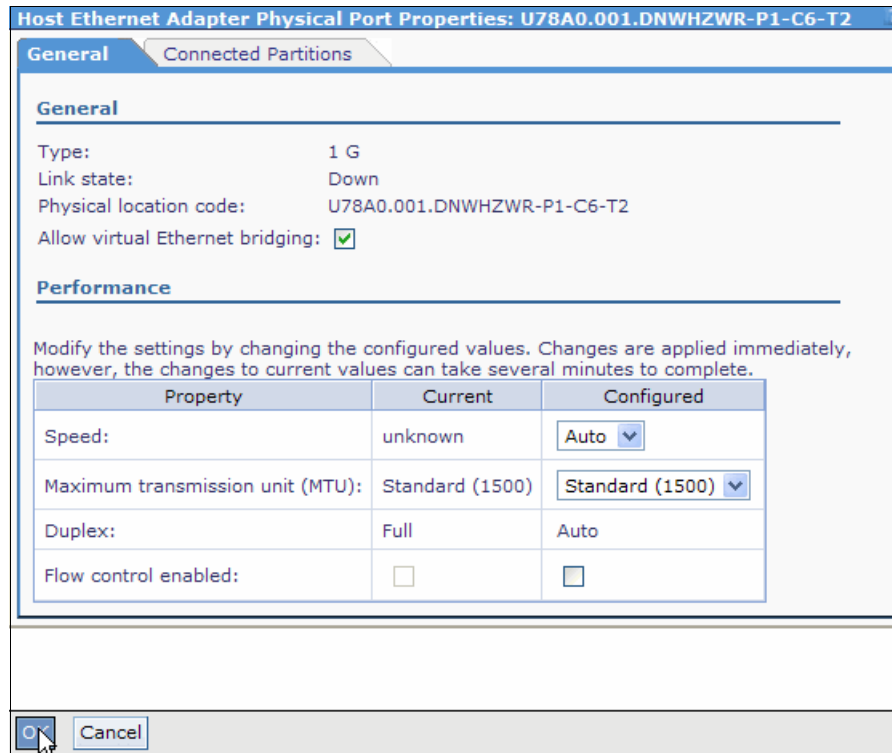 Host Ethernet Adapter Physical Port Properties: U78A0.001.DNWHZWR-P1-C6-T2
General Connected Partitions
General
Type: 1 G
Link state: Down
Physical location code: U78A0.001.DNWHZWR-P1-C6-T2
Allow virtual Ethernet bridging:
Performance
Modify the settings by changing the configured values. Changes are applied immediately,
however, the changes to current values can take several minutes to complete.
Property Current Configured
Speed: unknown Auto
Maximum transmission unit (MTU): Standard (1500) Standard (1500)
Duplex: Full Auto
Flow control enabled:
OK Cancel